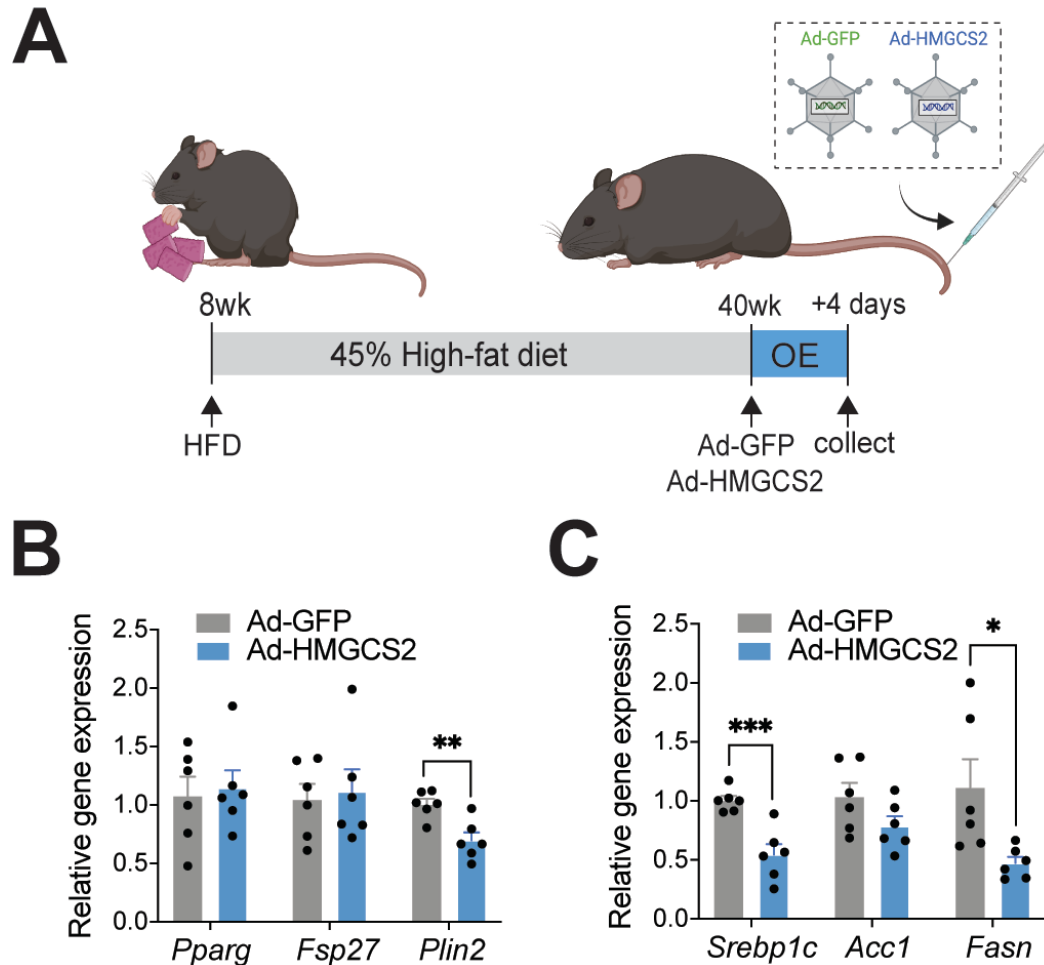 A
Ad-GFP Ad-HMGCS2
8wk 40wk +4 days
45% High-fat diet OE
HFD Ad-GFP collect
Ad-HMGCS2
B
Relative gene expression
Ad-GFP
Ad-HMGCS2
2.5
2.0
1.5
1.0
0.5
0.0
**
Pparg Fsp27 Plin2
C
Relative gene expression
Ad-GFP
Ad-HMGCS2
2.5
2.0
1.5
1.0
0.5
0.0
***
*
Srebp1c Acc1 Fasn